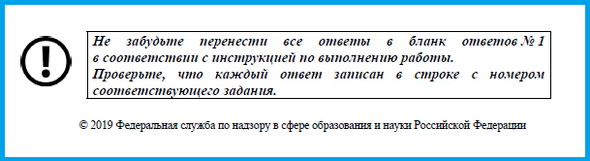 Не забудьте перенести все ответы в бланк ответов № 1
в соответствии с инструкцией по выполнению работы.
Проверьте, что каждый ответ записан в строке с номером
соответствующего задания.
© 2019 Федеральная служба по надзору в сфере образования и науки Российской Федерации